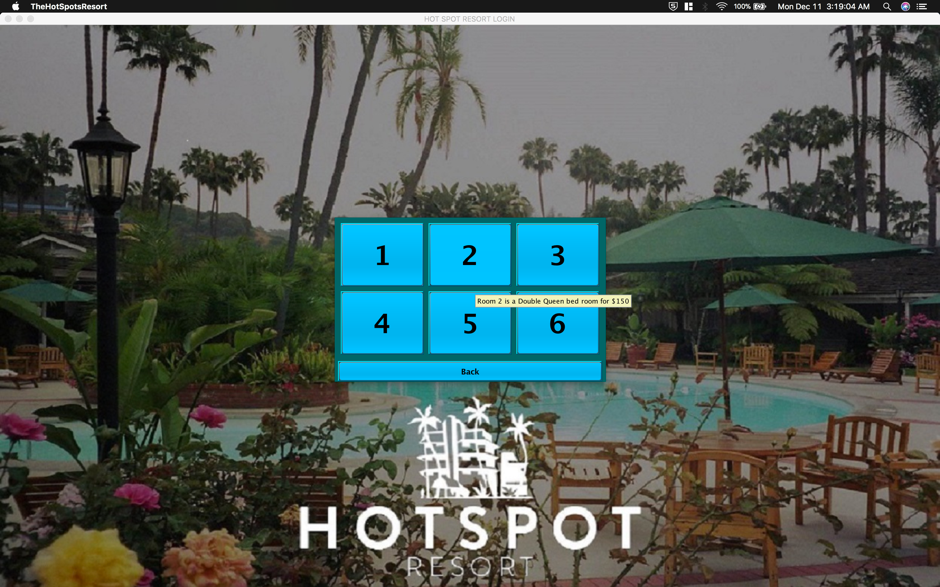 TheHotSpotsResort
100%
Mon Dec 11 3:19:04 AM
HOT SPOT RESORT LOGIN
1
2
3
Room 2 is a Double Queen bed room for $150
4
5
6
Back
HOTSPOT
RESORT